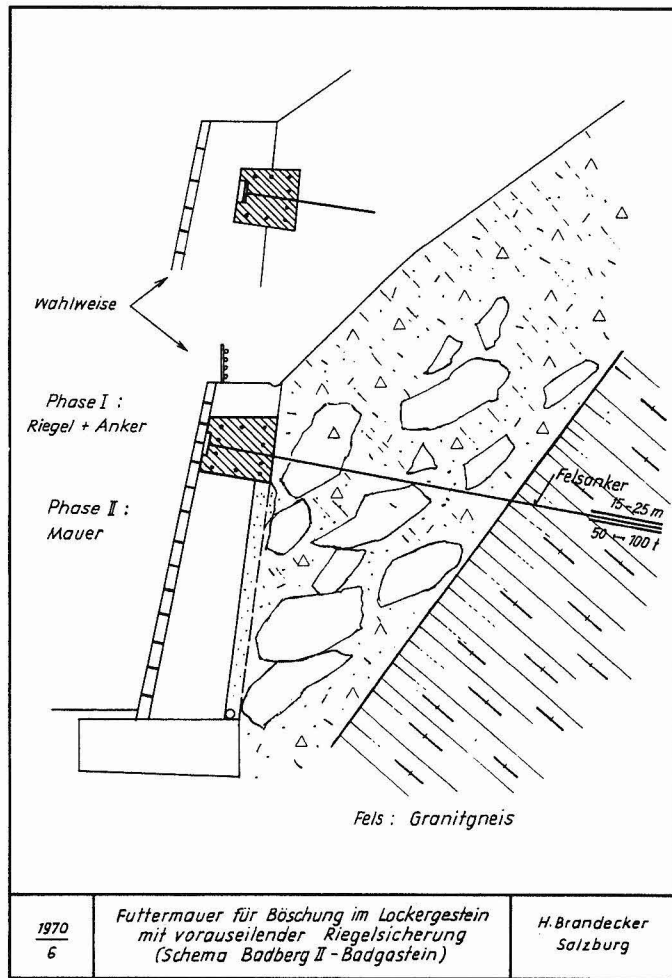 Wahlweise
Phase I :
Riegel + Anker
Phase II :
Mauer
Felsanker
15-25 m
50-100 t
Fels : Granitgneis
1970
6
Futtermauer für Böschung im Lockergestein
mit vorauseilender Riegelsicherung
(Schema Badberg II - Badgastein)
H. Brandecker
Salzburg